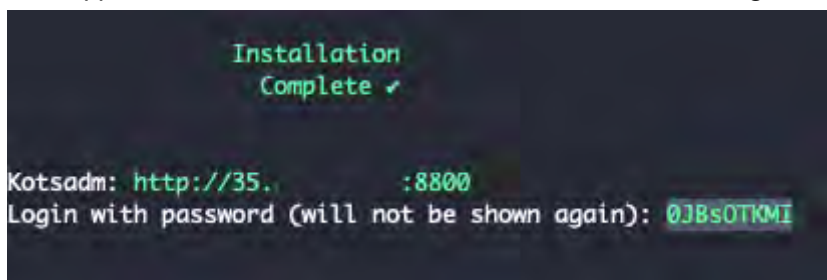 Installation
Complete ✔
Kotsadm: http://35. :8800
Login with password (will not be shown again): 0JBsOTKMI